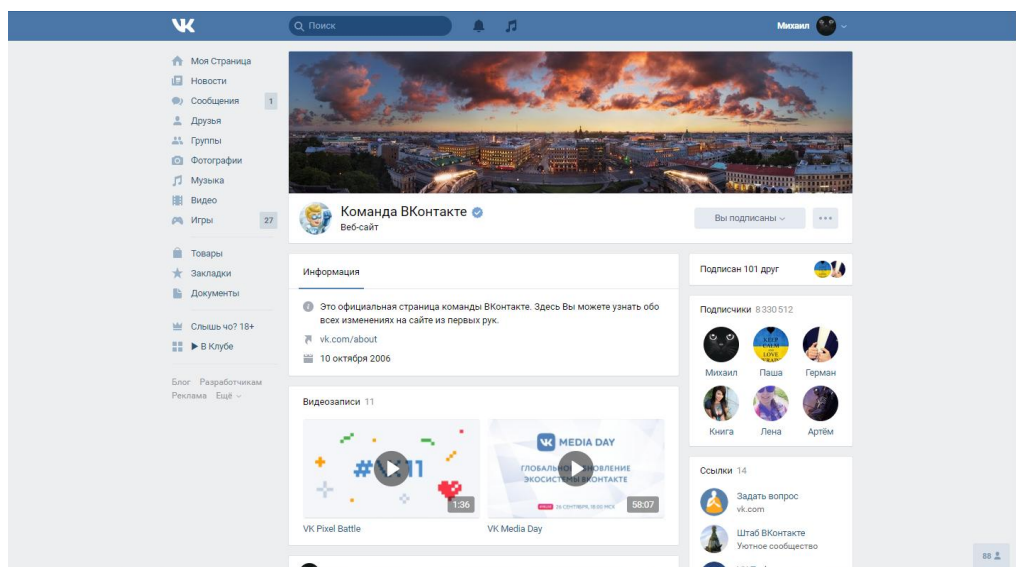 Поиск
Михаил
Моя Страница
Новости
Сообщения 1
Друзья
Группы
Фотографии
Музыка
Видео
Игры 27
Товары
Закладки
Документы
Слышь чо? 18+
В Клубе
Блог Разработчикам
Реклама Ещё
Команда ВКонтакте
Веб-сайт
Вы подписаны
Информация
Это официальная страница команды ВКонтакте. Здесь Вы можете узнать обо
всех изменениях на сайте из первых рук.
vk.com/about
10 октября 2006
Видеозаписи 11
1:36
VK Pixel Battle
MEDIA DAY
58:07
VK Media Day
Подписан 101 друг
Подписчики 8 330 512
KEEP
CALM
LOVE
Михаил Паша Герман
Книга Лена Артём
Ссылки 14
Задать вопрос
vk.com
Штаб ВКонтакте
Уютное сообщество
88